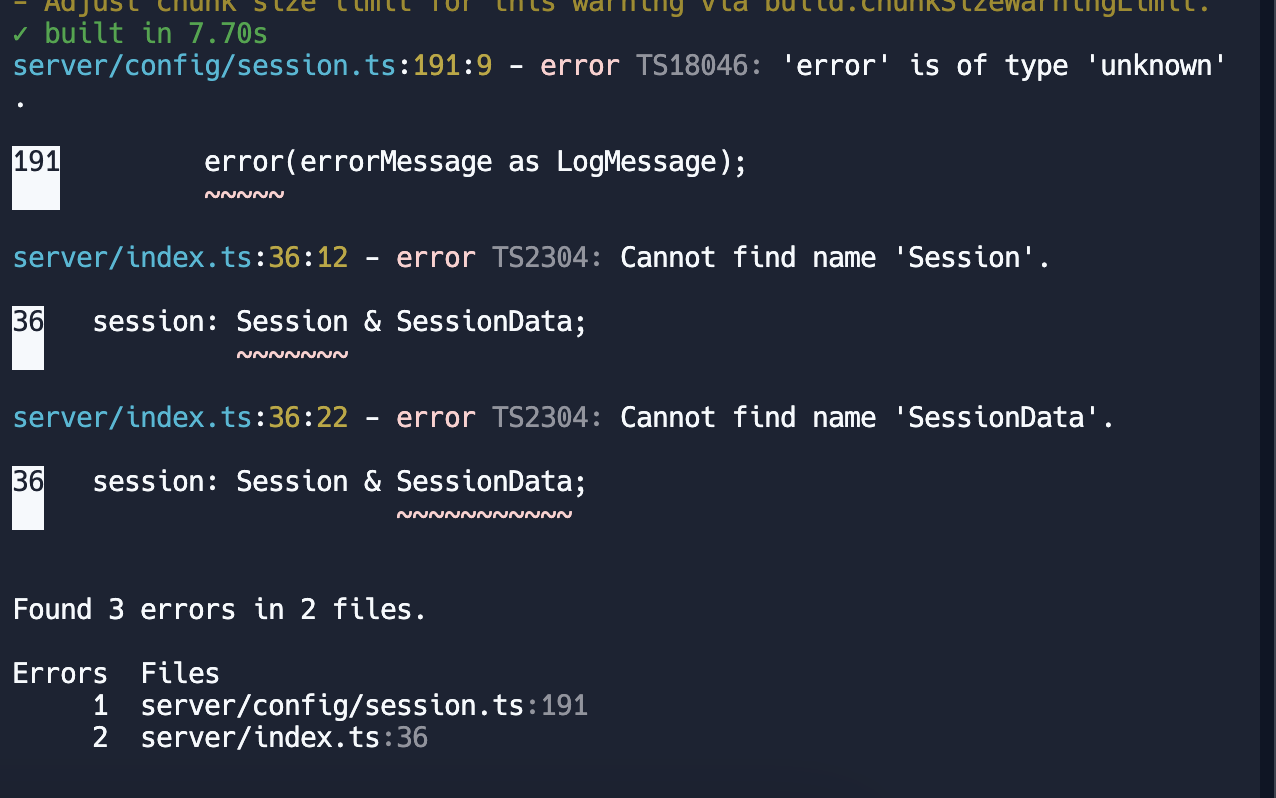 - Adjust chunk size limit for this warning via build.chunkSizeWarningLimit.
✓ built in 7.70s
server/config/session.ts:191:9 - error TS18046: 'error' is of type 'unknown'
.
191         error(errorMessage as LogMessage);
            ~~~~~
server/index.ts:36:12 - error TS2304: Cannot find name 'Session'.
36   session: Session & SessionData;
              ~~~~~~~
server/index.ts:36:22 - error TS2304: Cannot find name 'SessionData'.
36   session: Session & SessionData;
                        ~~~~~~~~~~~
Found 3 errors in 2 files.
Errors  Files
     1  server/config/session.ts:191
     2  server/index.ts:36